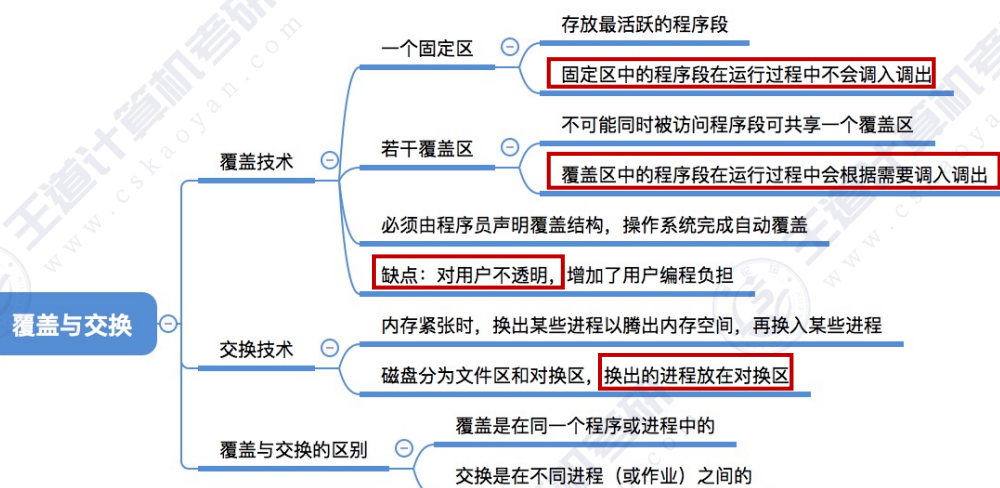 覆盖与交换
覆盖技术
一个固定区
存放最活跃的程序段
固定区中的程序段在运行过程中不会调入调出
若干覆盖区
不可能同时被访问程序段可共享一个覆盖区
覆盖区中的程序段在运行过程中会根据需要调入调出
必须由程序员声明覆盖结构，操作系统完成自动覆盖
缺点：对用户不透明，增加了用户编程负担
交换技术
内存紧张时，换出某些进程以腾出内存空间，再换入某些进程
磁盘分为文件区和对换区，换出的进程放在对换区
覆盖与交换的区别
覆盖是在同一个程序或进程中的
交换是在不同进程（或作业）之间的
王道计算机考研
www.cskaoyan.com